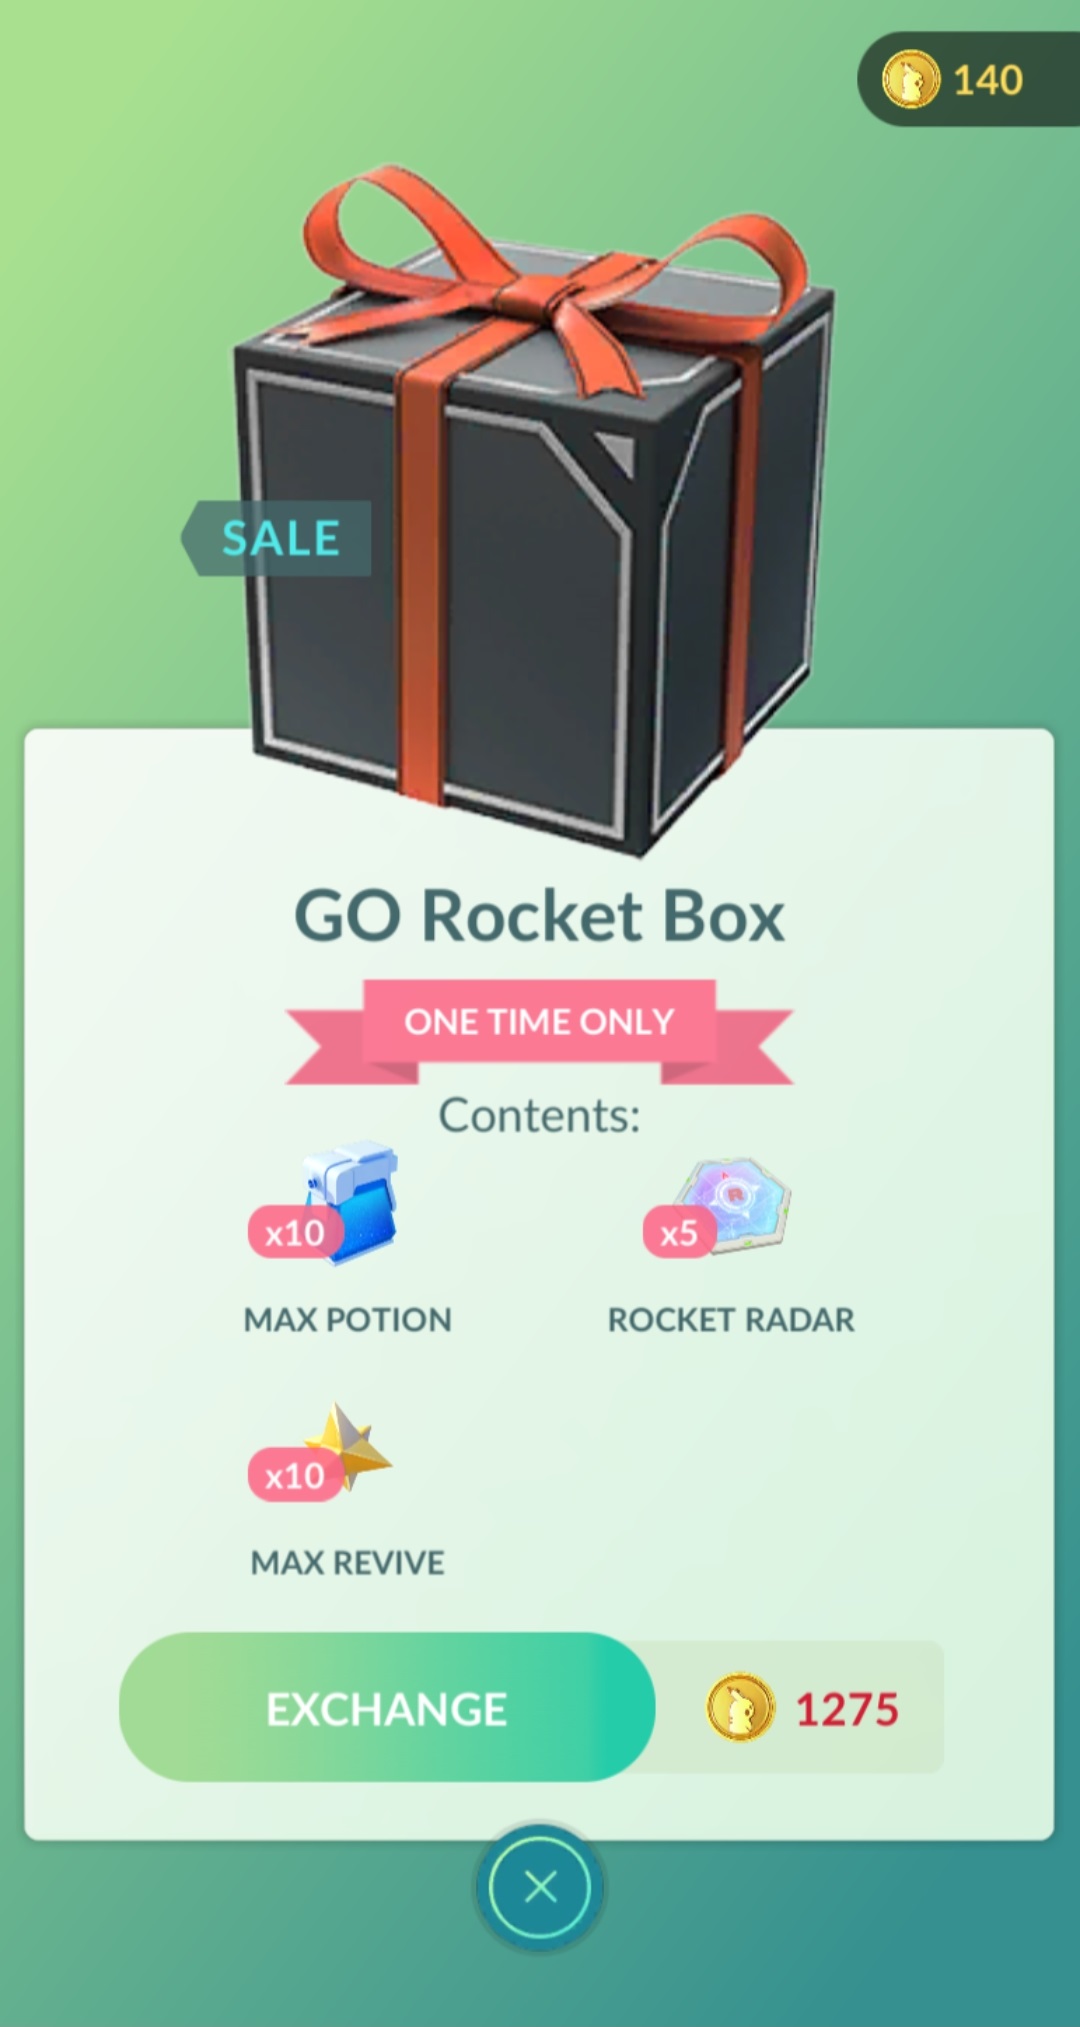 140
SALE
GO Rocket Box
ONE TIME ONLY
Contents:
x10
MAX POTION
x5
R
ROCKET RADAR
x10
MAX REVIVE
EXCHANGE
1275